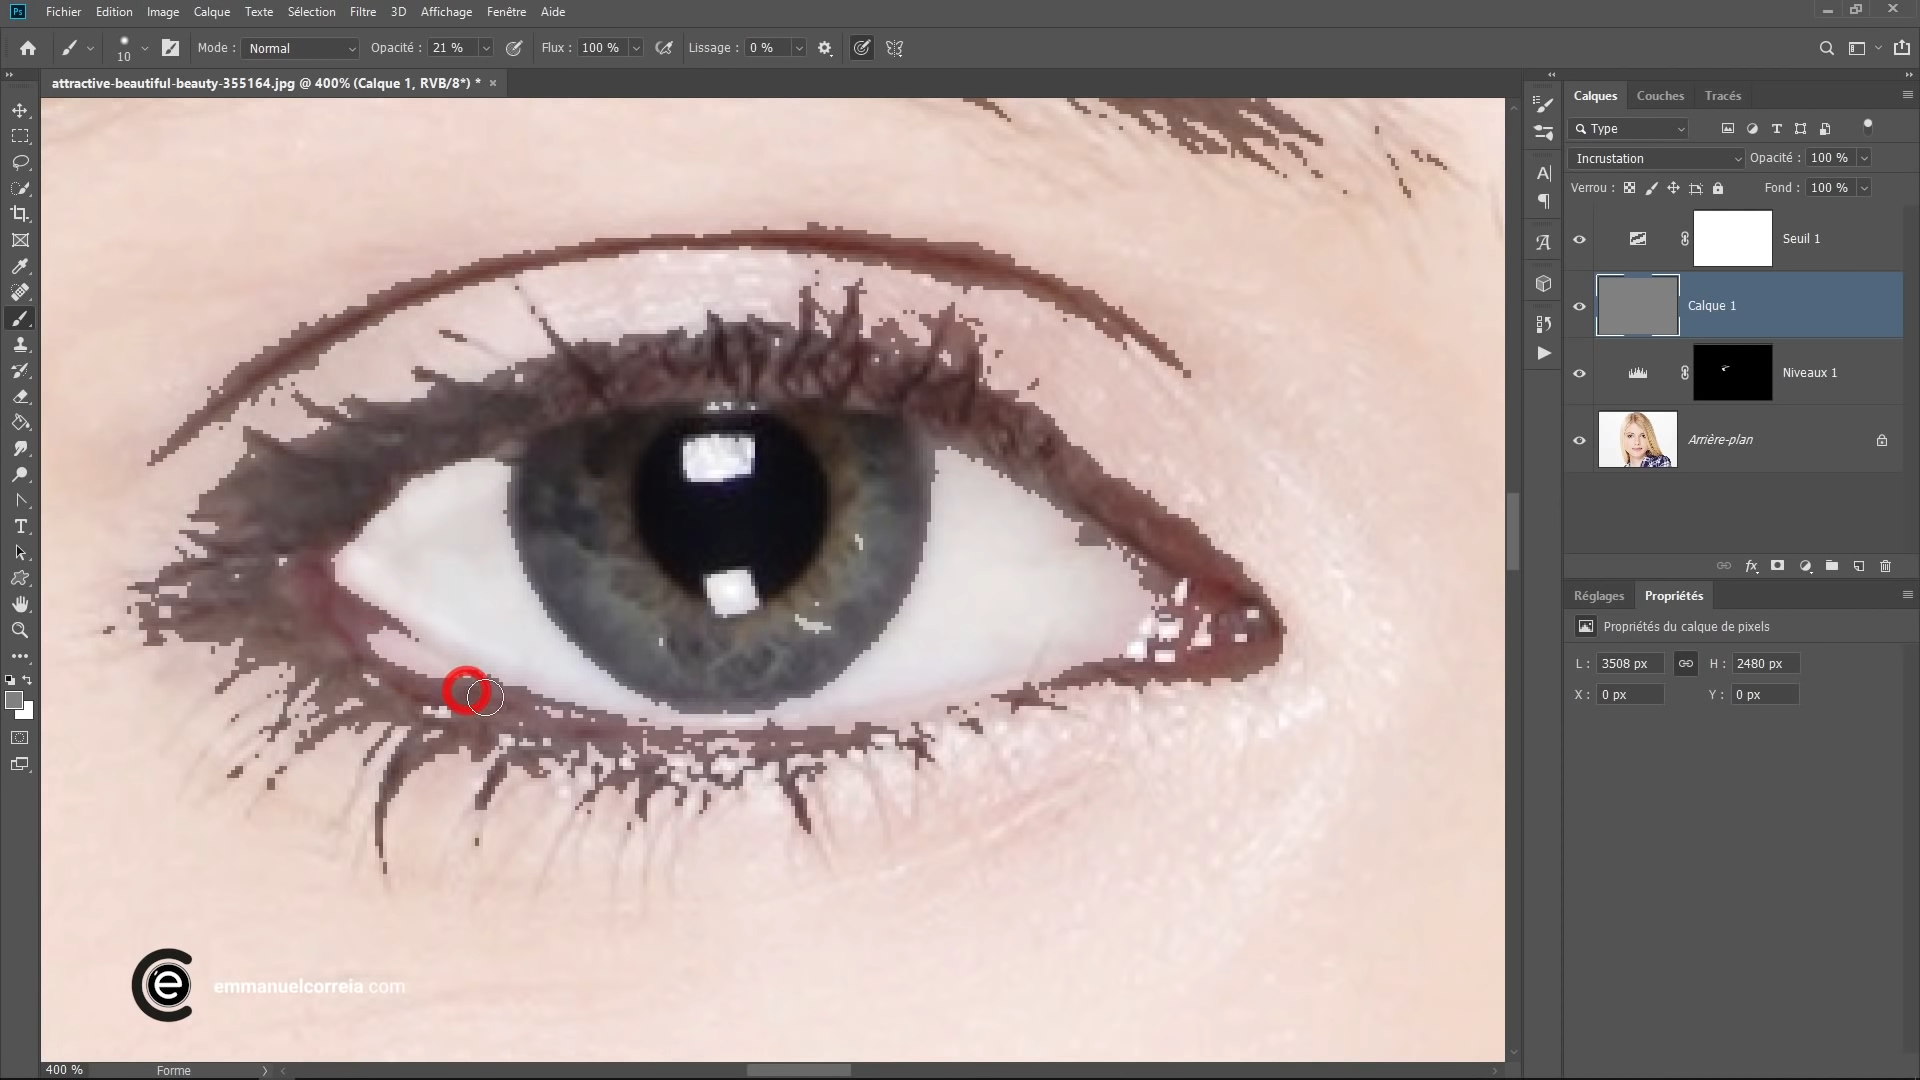 Ps Fichier Edition Image Calque Texte Sélection Filtre 3D Affichage Fenêtre Aide
10 Mode : Normal Opacité : 21 % Flux : 100 % Lissage : 0 %
attractive-beautiful-beauty-355164.jpg @ 400% (Calque 1, RVB/8*) * ×
Calques Couches Tracés
Type
Incrustation Opacité : 100 %
Verrou : Fond : 100 %
Seuil 1
Calque 1
Niveaux 1
Arrière-plan
fx
Réglages Propriétés
Propriétés du calque de pixels
L : 3508 px H : 2480 px
X : 0 px Y : 0 px
e emmanuelcorreia.com
400 % Forme